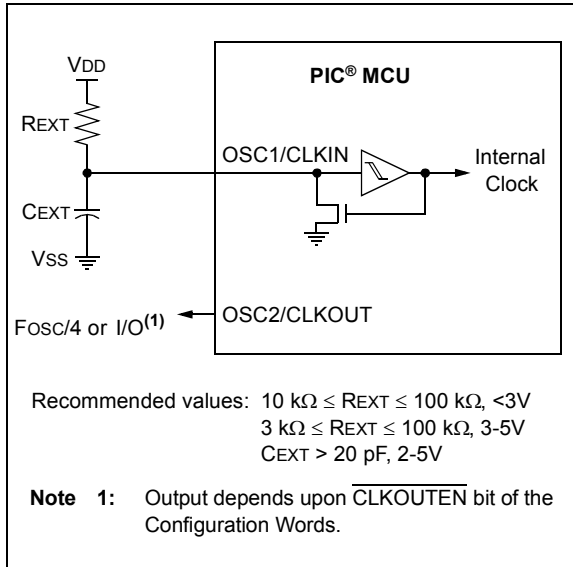 VDD
PIC® MCU
REXT
OSC1/CLKIN
Internal
Clock
CEXT
VSS
OSC2/CLKOUT
FOSC/4 or I/O(1)
Recommended values: 10 kΩ ≤ REXT ≤ 100 kΩ, <3V
3 kΩ ≤ REXT ≤ 100 kΩ, 3-5V
CEXT > 20 pF, 2-5V
Note 1: Output depends upon CLKOUTEN bit of the
Configuration Words.